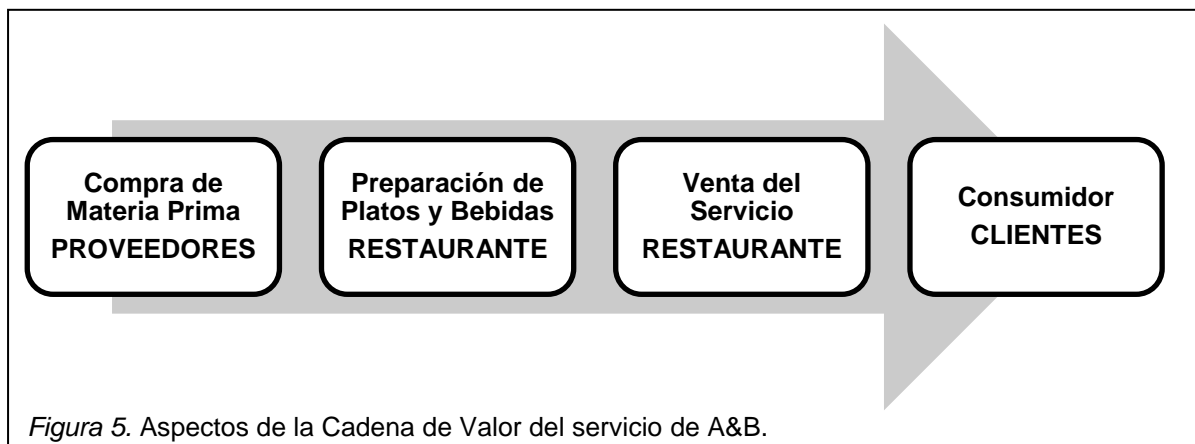 Compra de
Materia Prima
PROVEEDORES
Preparación de
Platos y Bebidas
RESTAURANTE
Venta del
Servicio
RESTAURANTE
Consumidor
CLIENTES
Figura 5. Aspectos de la Cadena de Valor del servicio de A&B.